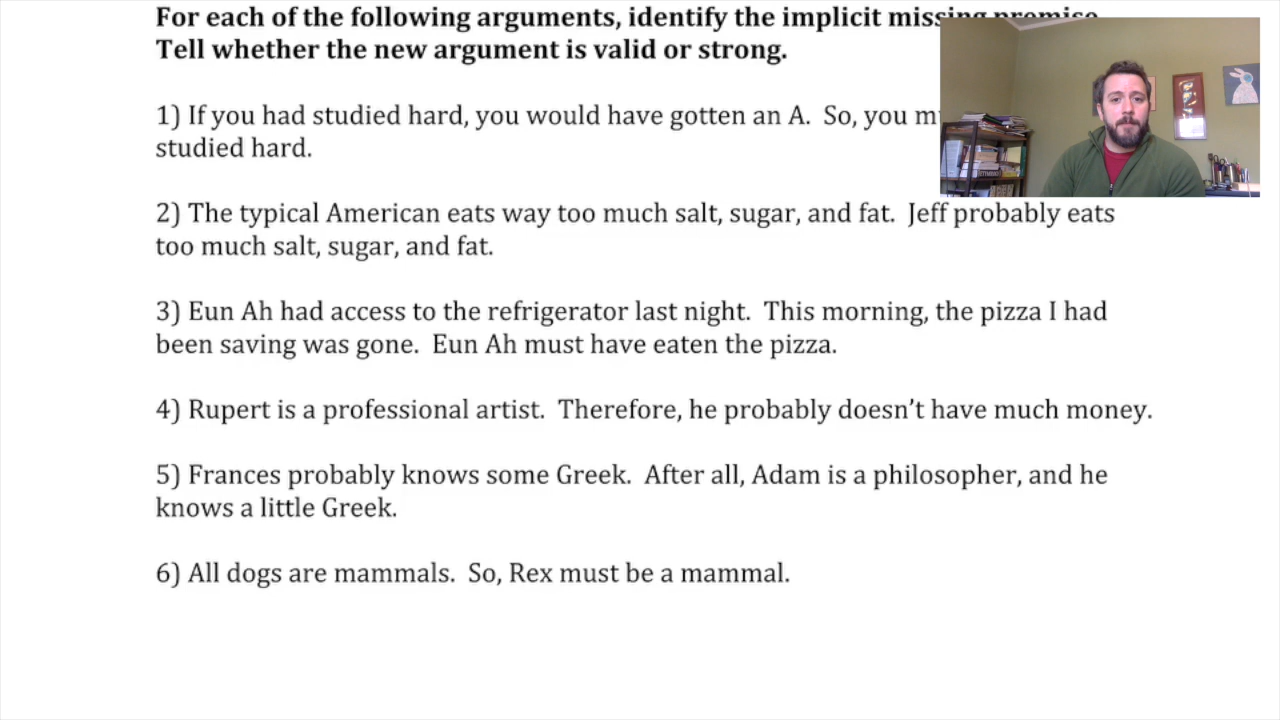 For each of the following arguments, identify the implicit missing premise.
Tell whether the new argument is valid or strong.
1) If you had studied hard, you would have gotten an A. So, you
studied hard.
2) The typical American eats way too much salt, sugar, and fat. Jeff probably eats
too much salt, sugar, and fat.
3) Eun Ah had access to the refrigerator last night. This morning, the pizza I had
been saving was gone. Eun Ah must have eaten the pizza.
4) Rupert is a professional artist. Therefore, he probably doesn't have much money.
5) Frances probably knows some Greek. After all, Adam is a philosopher, and he
knows a little Greek.
6) All dogs are mammals. So, Rex must be a mammal.